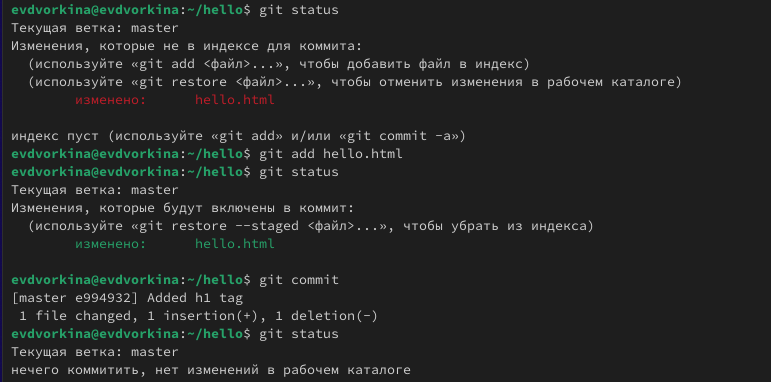 evdvorkina@evdvorkina:~/hello$ git status
Текущая ветка: master
Изменения, которые не в индексе для коммита:
  (используйте «git add <файл>...», чтобы добавить файл в индекс)
  (используйте «git restore <файл>...», чтобы отменить изменения в рабочем каталоге)
        изменено:      hello.html

индекс пуст (используйте «git add» и/или «git commit -a»)
evdvorkina@evdvorkina:~/hello$ git add hello.html
evdvorkina@evdvorkina:~/hello$ git status
Текущая ветка: master
Изменения, которые будут включены в коммит:
  (используйте «git restore --staged <файл>...», чтобы убрать из индекса)
        изменено:      hello.html

evdvorkina@evdvorkina:~/hello$ git commit
[master e994932] Added h1 tag
 1 file changed, 1 insertion(+), 1 deletion(-)
evdvorkina@evdvorkina:~/hello$ git status
Текущая ветка: master
нечего коммитить, нет изменений в рабочем каталоге